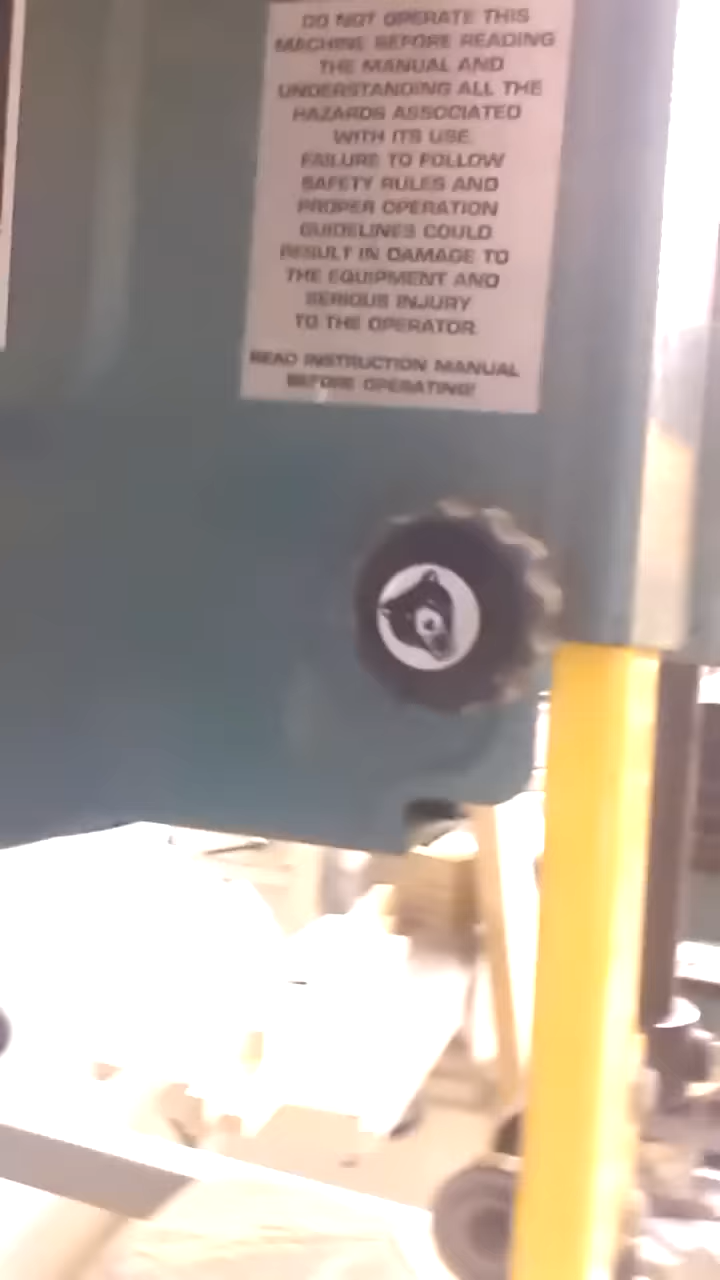 DO NOT OPERATE THIS
MACHINE BEFORE READING
THE MANUAL AND
UNDERSTANDING ALL THE
HAZARDS ASSOCIATED
WITH ITS USE.
FAILURE TO FOLLOW
SAFETY RULES AND
PROPER OPERATION
GUIDELINES COULD
RESULT IN DAMAGE TO
THE EQUIPMENT AND
SERIOUS INJURY
TO THE OPERATOR.
READ INSTRUCTION MANUAL
BEFORE OPERATING!